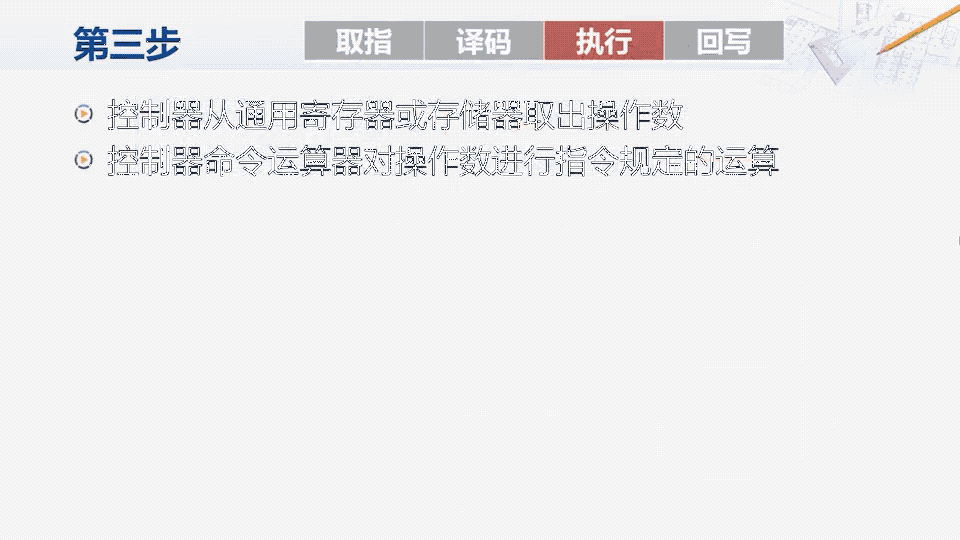 第三步
取指 译码 执行 回写
控制器从通用寄存器或存储器取出操作数
控制器命令运算器对操作数进行指令规定的运算